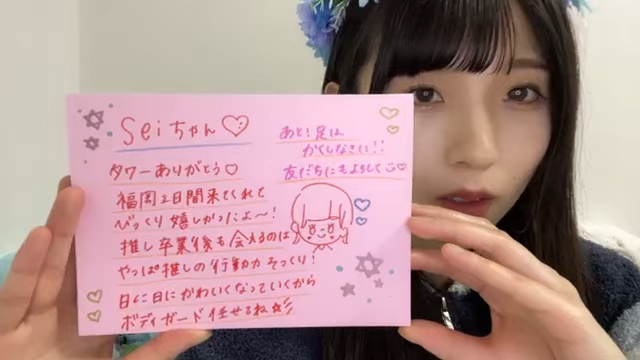 Seiちゃん♡
タワーありがとう♡
福岡2日間来てくれて
びっくり嬉しかったよ〜!
推し卒業後も会えるのは
やっぱ推しの行動力そっくり!
日に日にかわいくなっていくから
ボディガード任せるね☆
あと!足は
かくしなさい!!
友だちにもよろしく♡